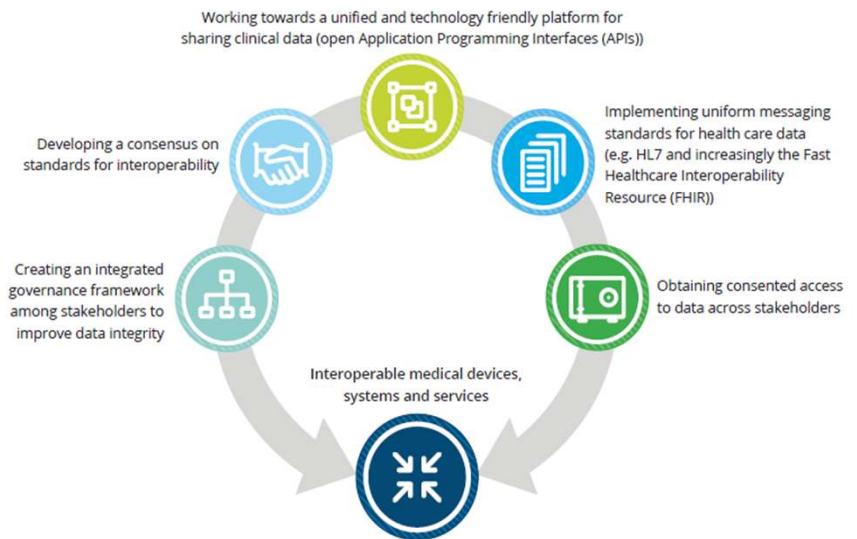 Working towards a unified and technology friendly platform for
sharing clinical data (open Application Programming Interfaces (APIs))
Developing a consensus on
standards for interoperability
Implementing uniform messaging
standards for health care data
(e.g. HL7 and increasingly the Fast
Healthcare Interoperability
Resource (FHIR))
Creating an integrated
governance framework
among stakeholders to
improve data integrity
Obtaining consented access
to data across stakeholders
Interoperable medical devices,
systems and services